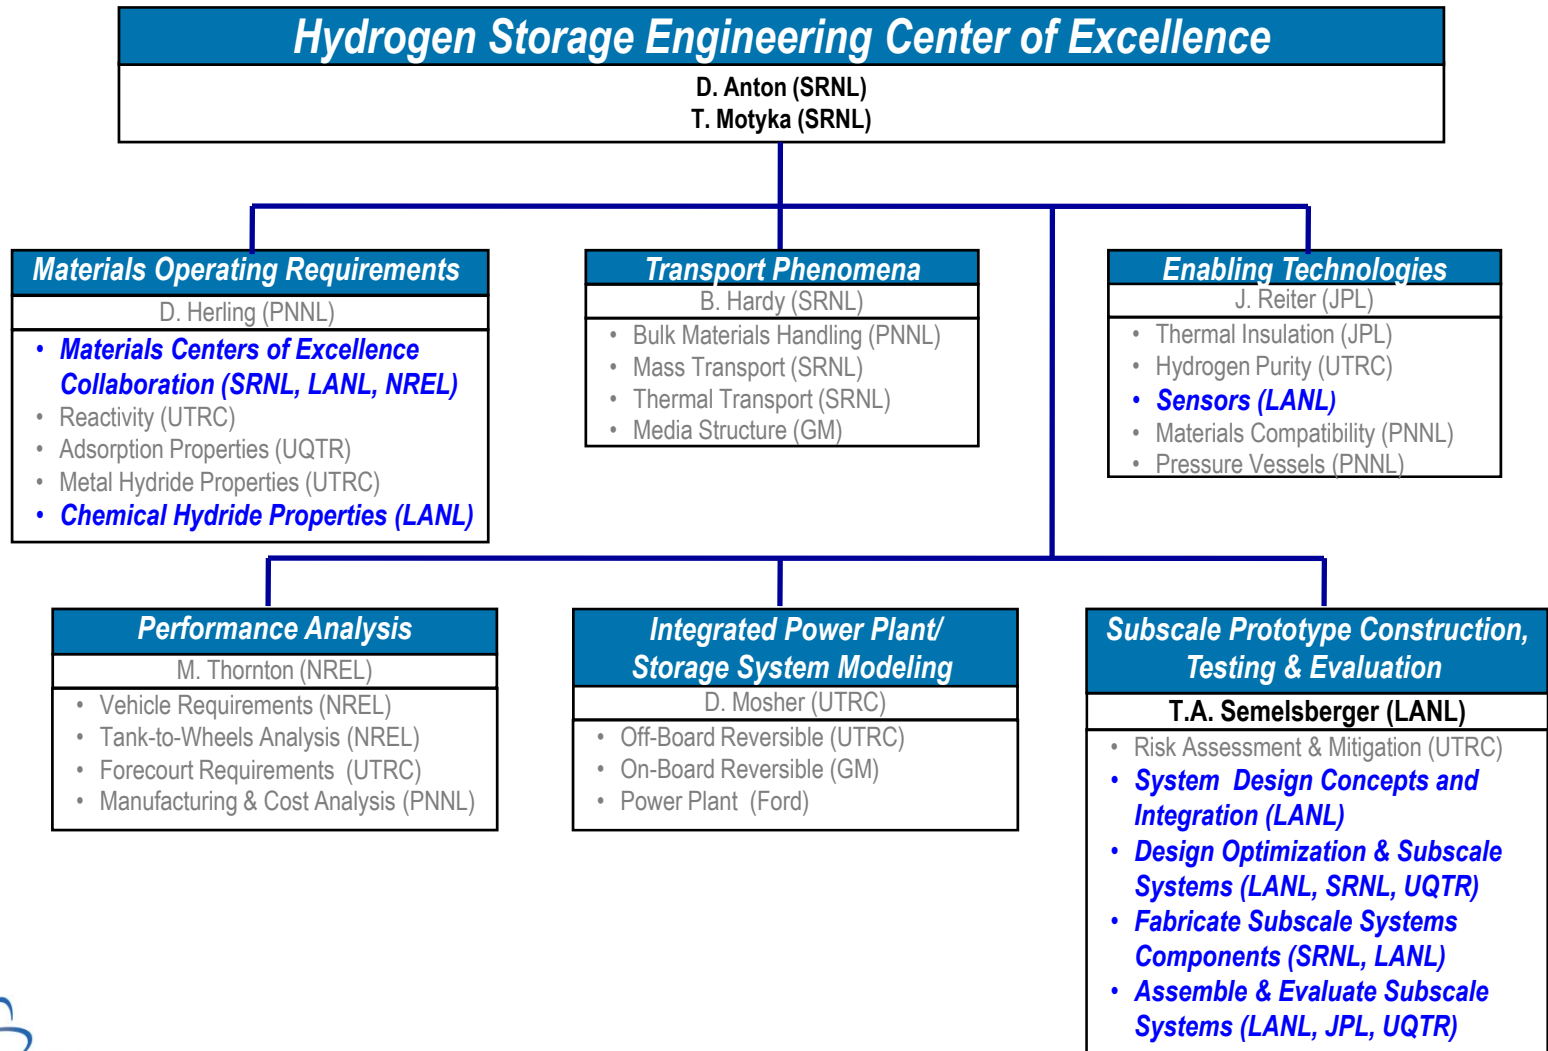 Hydrogen Storage Engineering Center of Excellence
D. Anton (SRNL)
T. Motyka (SRNL)
Materials Operating Requirements
D. Herling (PNNL)
• Materials Centers of Excellence
Collaboration (SRNL, LANL, NREL)
• Reactivity (UTRC)
• Adsorption Properties (UQTR)
• Metal Hydride Properties (UTRC)
• Chemical Hydride Properties (LANL)
Transport Phenomena
B. Hardy (SRNL)
• Bulk Materials Handling (PNNL)
• Mass Transport (SRNL)
• Thermal Transport (SRNL)
• Media Structure (GM)
Enabling Technologies
J. Reiter (JPL)
• Thermal Insulation (JPL)
• Hydrogen Purity (UTRC)
• Sensors (LANL)
• Materials Compatibility (PNNL)
• Pressure Vessels (PNNL)
Performance Analysis
M. Thornton (NREL)
• Vehicle Requirements (NREL)
• Tank-to-Wheels Analysis (NREL)
• Forecourt Requirements (UTRC)
• Manufacturing & Cost Analysis (PNNL)
Integrated Power Plant/
Storage System Modeling
D. Mosher (UTRC)
• Off-Board Reversible (UTRC)
• On-Board Reversible (GM)
• Power Plant (Ford)
Subscale Prototype Construction,
Testing & Evaluation
T.A. Semelsberger (LANL)
• Risk Assessment & Mitigation (UTRC)
• System Design Concepts and
Integration (LANL)
• Design Optimization & Subscale
Systems (LANL, SRNL, UQTR)
• Fabricate Subscale Systems
Components (SRNL, LANL)
• Assemble & Evaluate Subscale
Systems (LANL, JPL, UQTR)